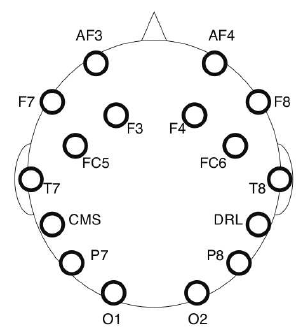 AF3 AF4
F7 F8
F3 F4
FC5 FC6
T7 T8
CMS DRL
P7 P8
O1 O2